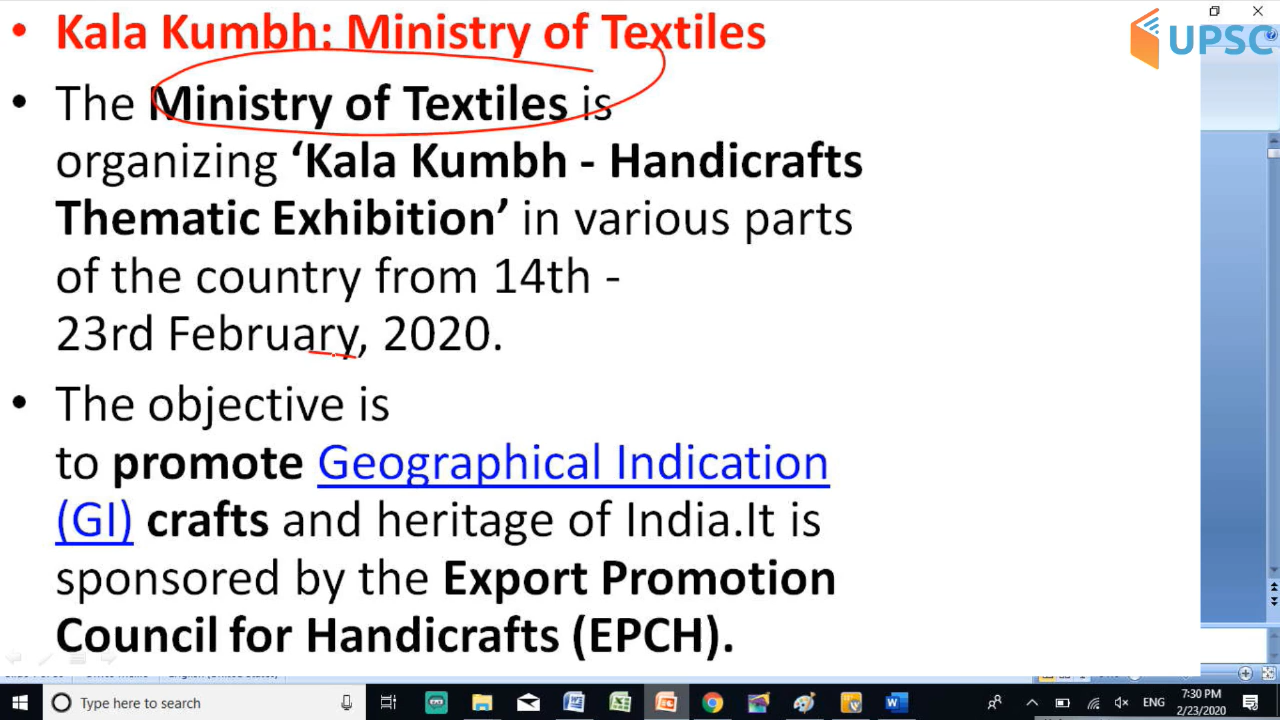 • Kala Kumbh: Ministry of Textiles
UPSC
• The Ministry of Textiles is
organizing ‘Kala Kumbh - Handicrafts
Thematic Exhibition’ in various parts
of the country from 14th -
23rd February, 2020.
• The objective is
to promote Geographical Indication
(GI) crafts and heritage of India.It is
sponsored by the Export Promotion
Council for Handicrafts (EPCH).
Type here to search
ENG
7:30 PM
2/23/2020